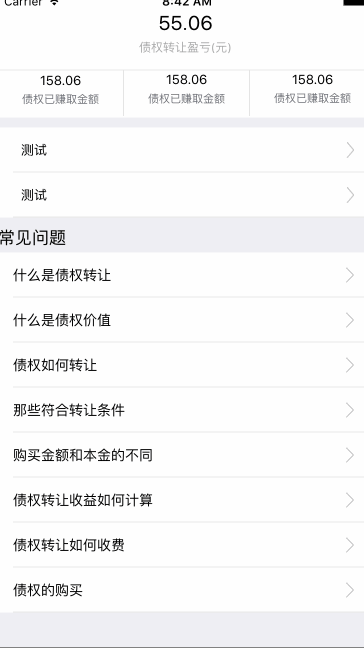 Carrier 8:42 AM
55.06
债权转让盈亏(元)
158.06 158.06 158.06
债权已赚取金额 债权已赚取金额 债权已赚取金额
测试
测试
常见问题
什么是债权转让
什么是债权价值
债权如何转让
那些符合转让条件
购买金额和本金的不同
债权转让收益如何计算
债权转让如何收费
债权的购买